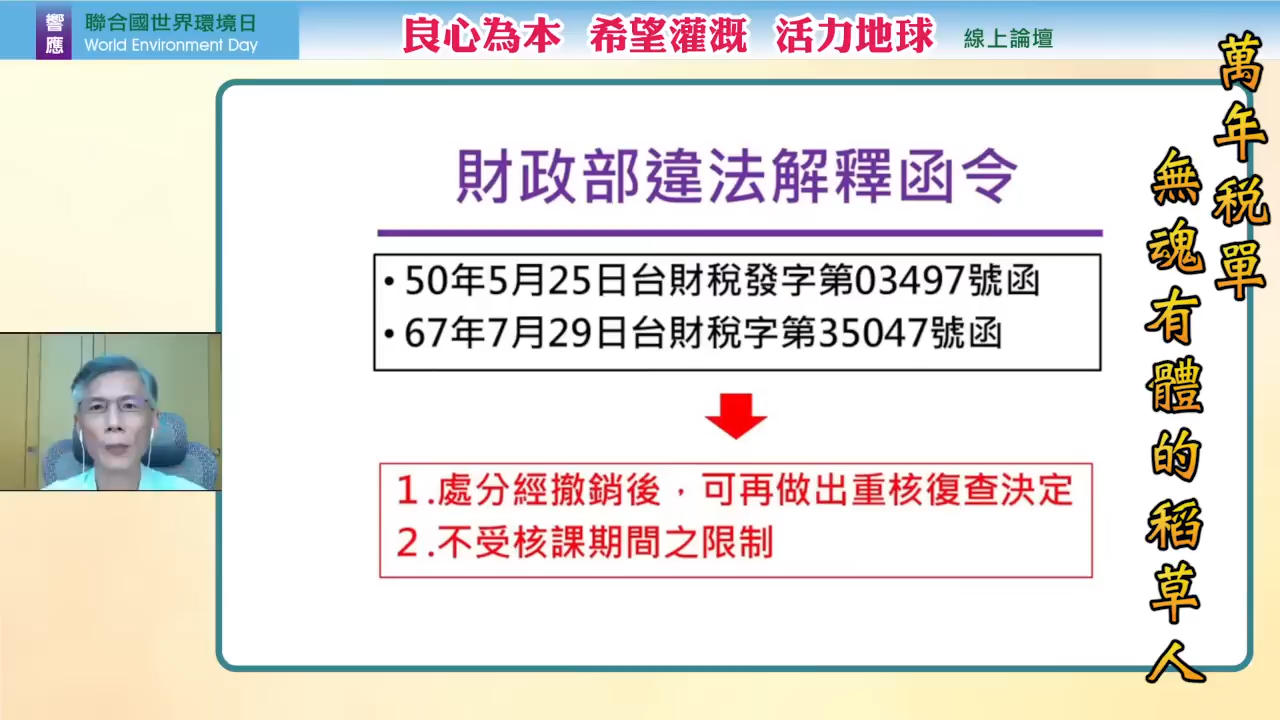 響應
聯合國世界環境日
World Environment Day
良心為本 希望灌溉 活力地球 線上論壇
財政部違法解釋函令
• 50年5月25日台財稅發字第03497號函
• 67年7月29日台財稅字第35047號函
1.處分經撤銷後，可再做出重核復查決定
2.不受核課期間之限制
萬年稅單
無魂有體的稻草人